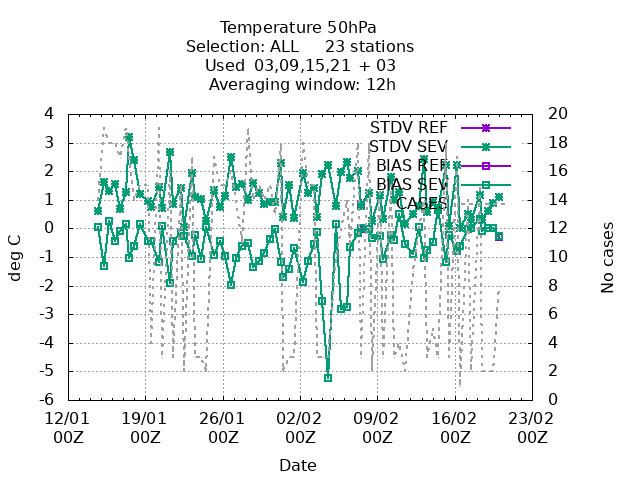 Temperature 50hPa
Selection: ALL 23 stations
Used 03,09,15,21 + 03
Averaging window: 12h
STDV REF
STDV SEV
BIAS REF
BIAS SEV
CASES
deg C
4
3
2
1
0
-1
-2
-3
-4
-5
-6
No cases
20
18
16
14
12
10
8
6
4
2
0
12/01 19/01 26/01 02/02 09/02 16/02 23/02
00Z 00Z 00Z 00Z 00Z 00Z 00Z
Date